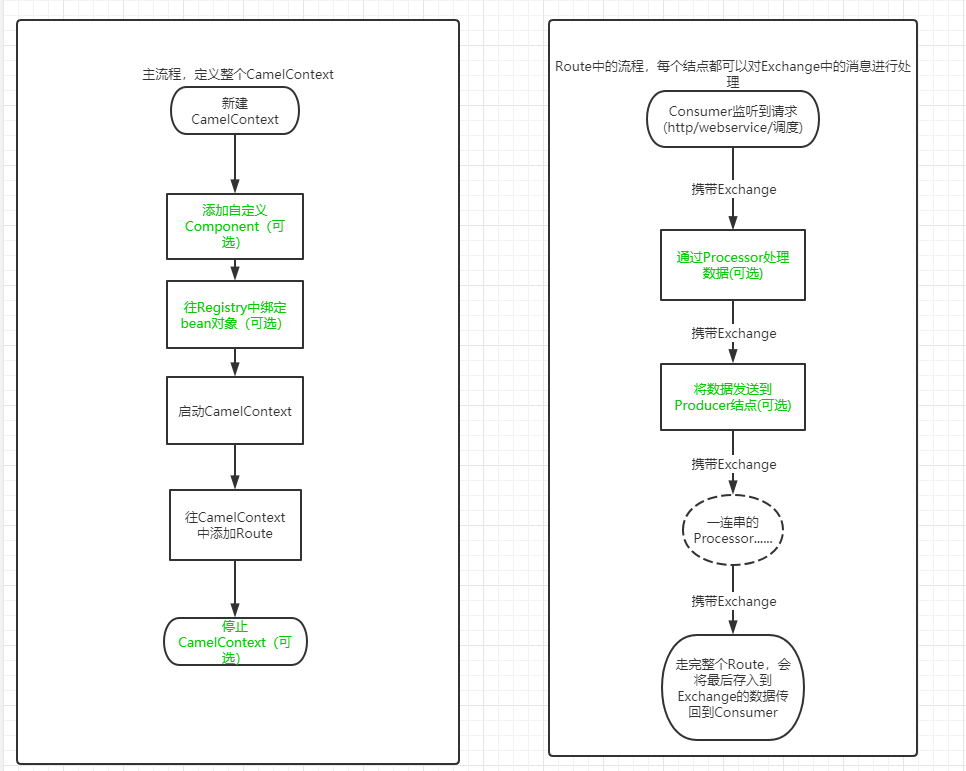 主流程，定义整个CamelContext
新建
CamelContext
添加自定义
Component（可
选）
往Registry中绑定
bean对象（可选）
启动CamelContext
往CamelContext
中添加Route
停止
CamelContext（可
选）
Route中的流程，每个结点都可以对Exchange中的消息进行处
理
Consumer监听到请求
(http/webservice/调度)
携带Exchange
通过Processor处理
数据(可选)
携带Exchange
将数据发送到
Producer结点(可选)
携带Exchange
一连串的
Processor......
携带Exchange
走完整个Route，会
将最后存入到
Exchange的数据传
回到Consumer